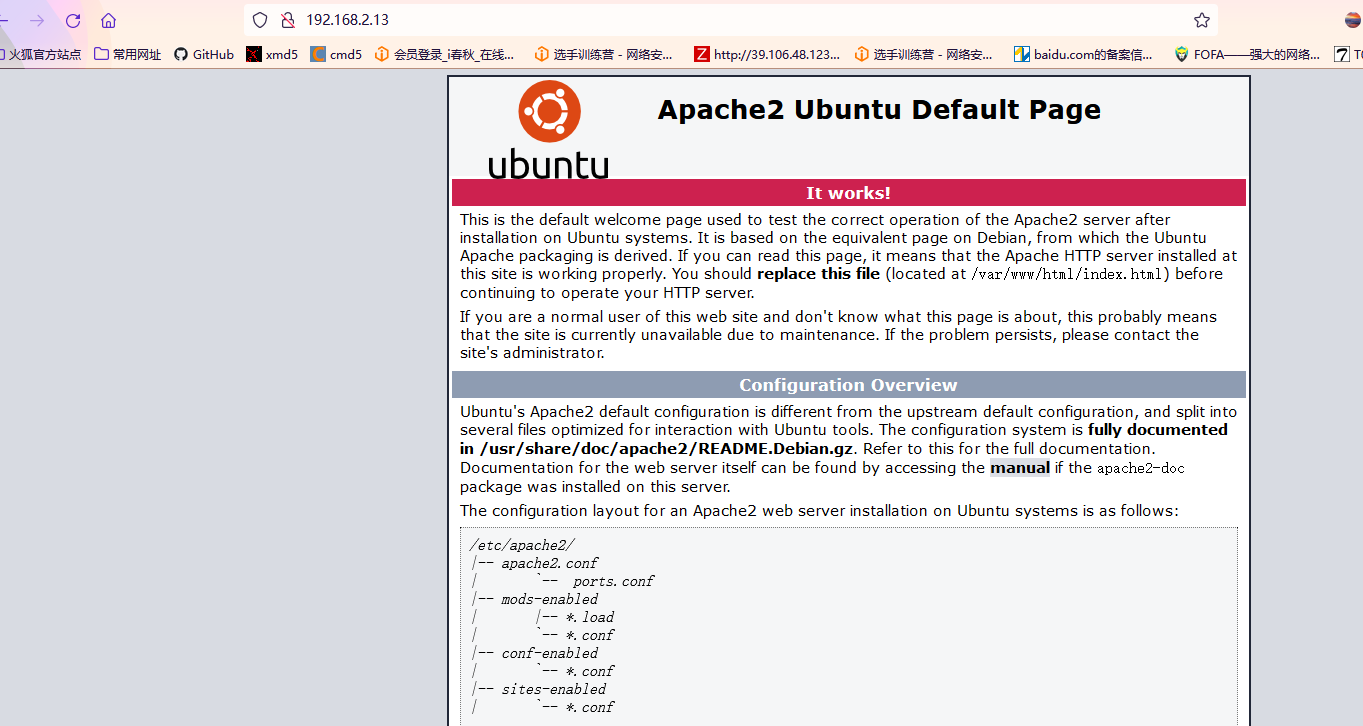 192.168.2.13
火狐官方站点 常用网址 GitHub xmd5 cmd5 会员登录_i春秋_在线... 选手训练营 - 网络安... http://39.106.48.123... 选手训练营 - 网络安... baidu.com的备案信... FOFA——强大的网络...
Apache2 Ubuntu Default Page
ubuntu
It works!
This is the default welcome page used to test the correct operation of the Apache2 server after
installation on Ubuntu systems. It is based on the equivalent page on Debian, from which the Ubuntu
Apache packaging is derived. If you can read this page, it means that the Apache HTTP server installed at
this site is working properly. You should replace this file (located at /var/www/html/index.html) before
continuing to operate your HTTP server.
If you are a normal user of this web site and don't know what this page is about, this probably means
that the site is currently unavailable due to maintenance. If the problem persists, please contact the
site's administrator.
Configuration Overview
Ubuntu's Apache2 default configuration is different from the upstream default configuration, and split into
several files optimized for interaction with Ubuntu tools. The configuration system is fully documented
in /usr/share/doc/apache2/README.Debian.gz. Refer to this for the full documentation.
Documentation for the web server itself can be found by accessing the manual if the apache2-doc
package was installed on this server.
The configuration layout for an Apache2 web server installation on Ubuntu systems is as follows:
/etc/apache2/
|-- apache2.conf
|       `--  ports.conf
|-- mods-enabled
|       |-- *.load
|       `-- *.conf
|-- conf-enabled
|       `-- *.conf
|-- sites-enabled
|       `-- *.conf